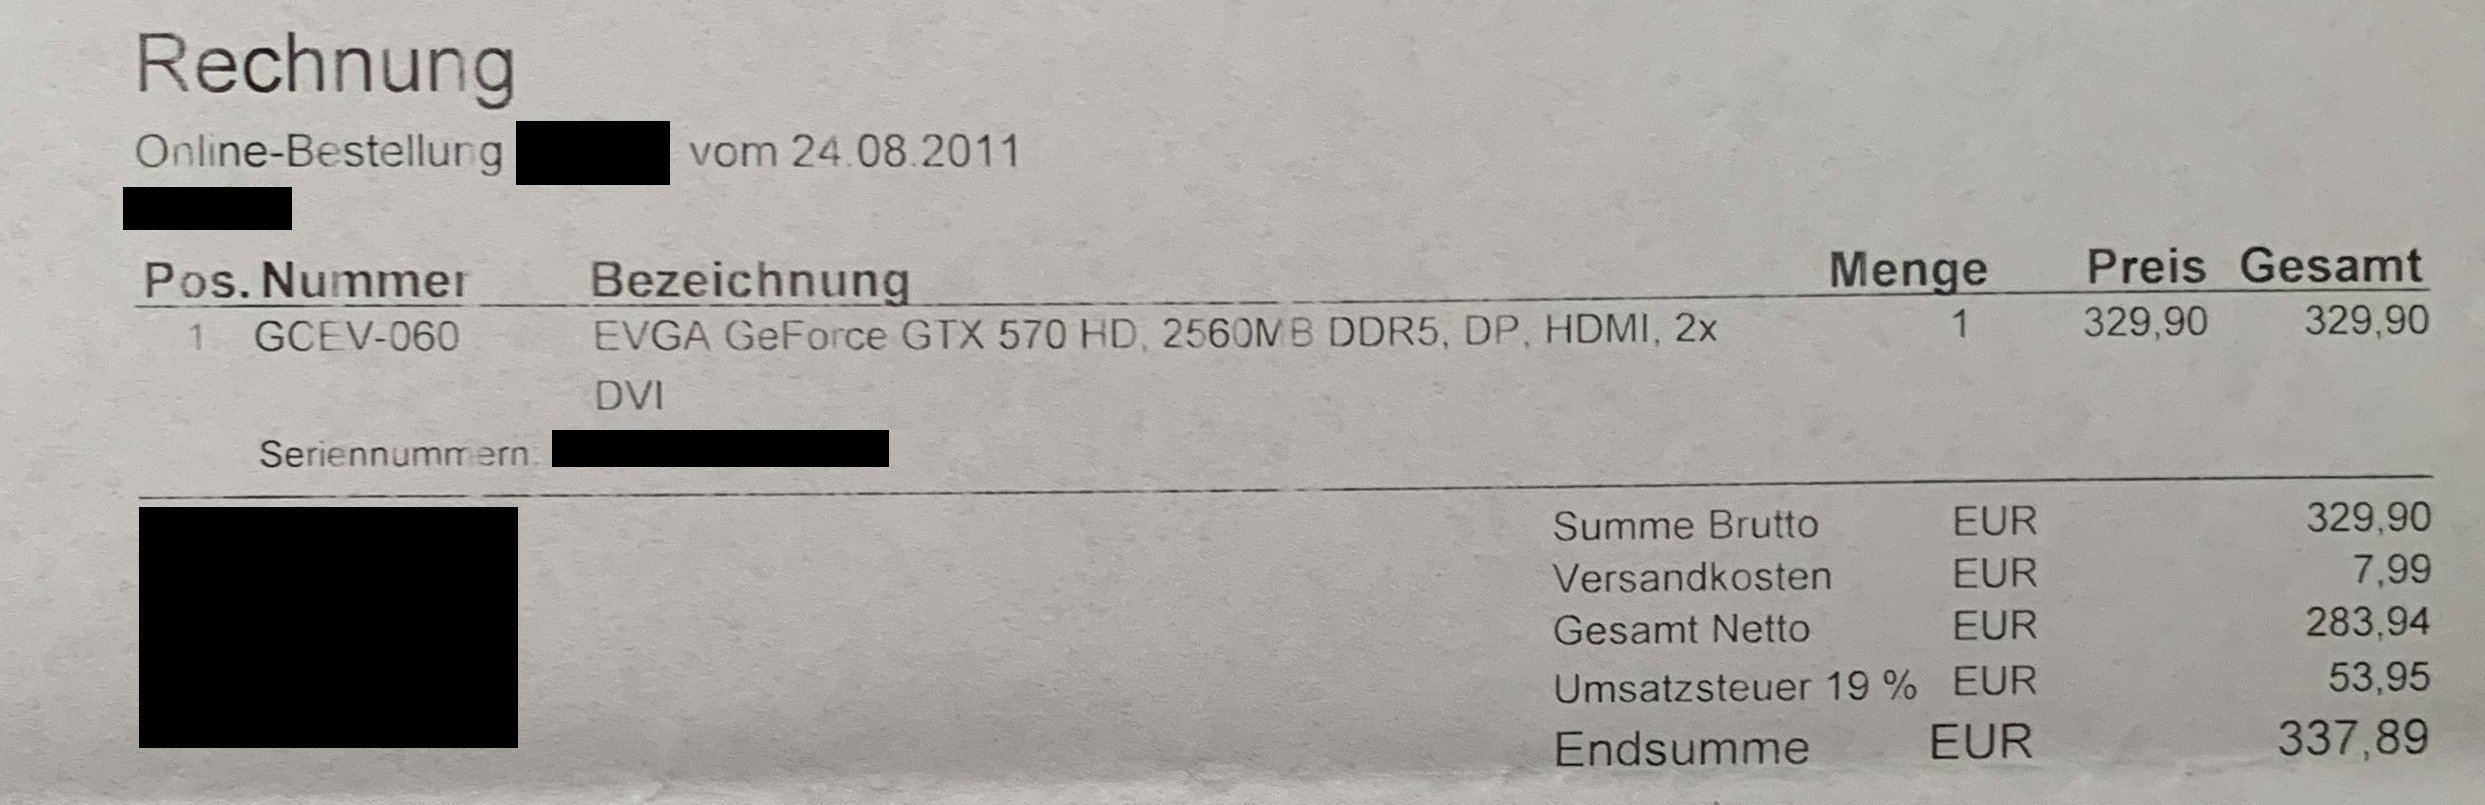 Rechnung
Online-Bestellung vom 24.08.2011
Pos. Nummer Bezeichnung Menge Preis Gesamt
1 GCEV-060 EVGA GeForce GTX 570 HD, 2560MB DDR5, DP, HDMI, 2x 1 329,90 329,90
DVI
Seriennummern:
Summe Brutto EUR 329,90
Versandkosten EUR 7,99
Gesamt Netto EUR 283,94
Umsatzsteuer 19 % EUR 53,95
Endsumme EUR 337,89